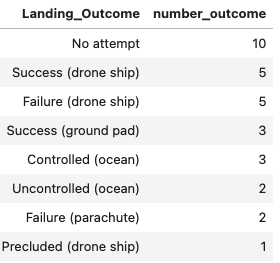 Landing_Outcome number_outcome
No attempt 10
Success (drone ship) 5
Failure (drone ship) 5
Success (ground pad) 3
Controlled (ocean) 3
Uncontrolled (ocean) 2
Failure (parachute) 2
Precluded (drone ship) 1